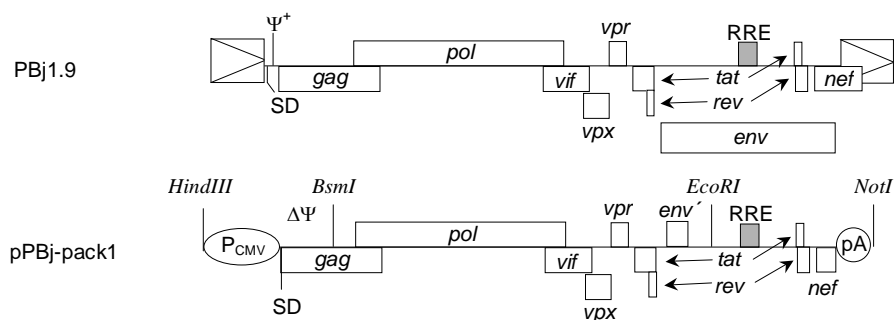 Ψ+
vpr
RRE
PBj1.9
pol
gag
vif
tat
nef
SD
rev
vpx
env
HindIII
BsmI
EcoRI
NotI
ΔΨ
vpr
env´
RRE
pPBj-pack1
PCMV
pol
pA
gag
vif
tat
rev
nef
SD
vpx